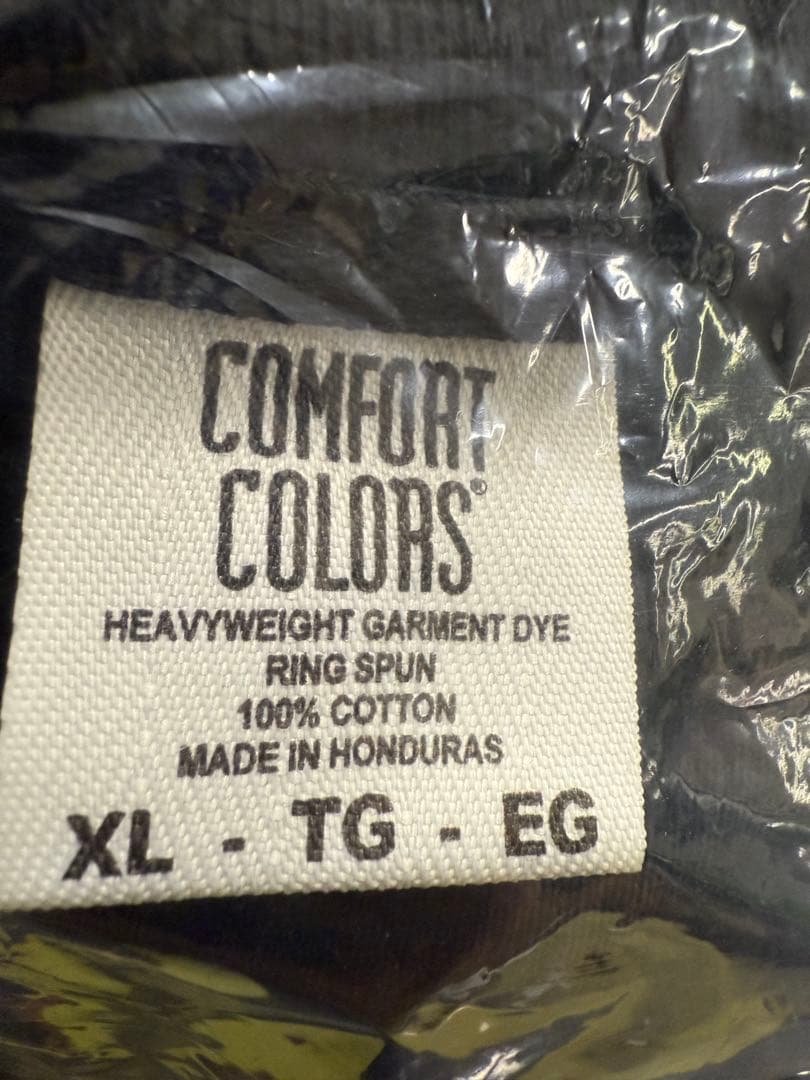 COMFORT
COLORS®
HEAVYWEIGHT GARMENT DYE
RING SPUN
100% COTTON
MADE IN HONDURAS
XL - TG - EG